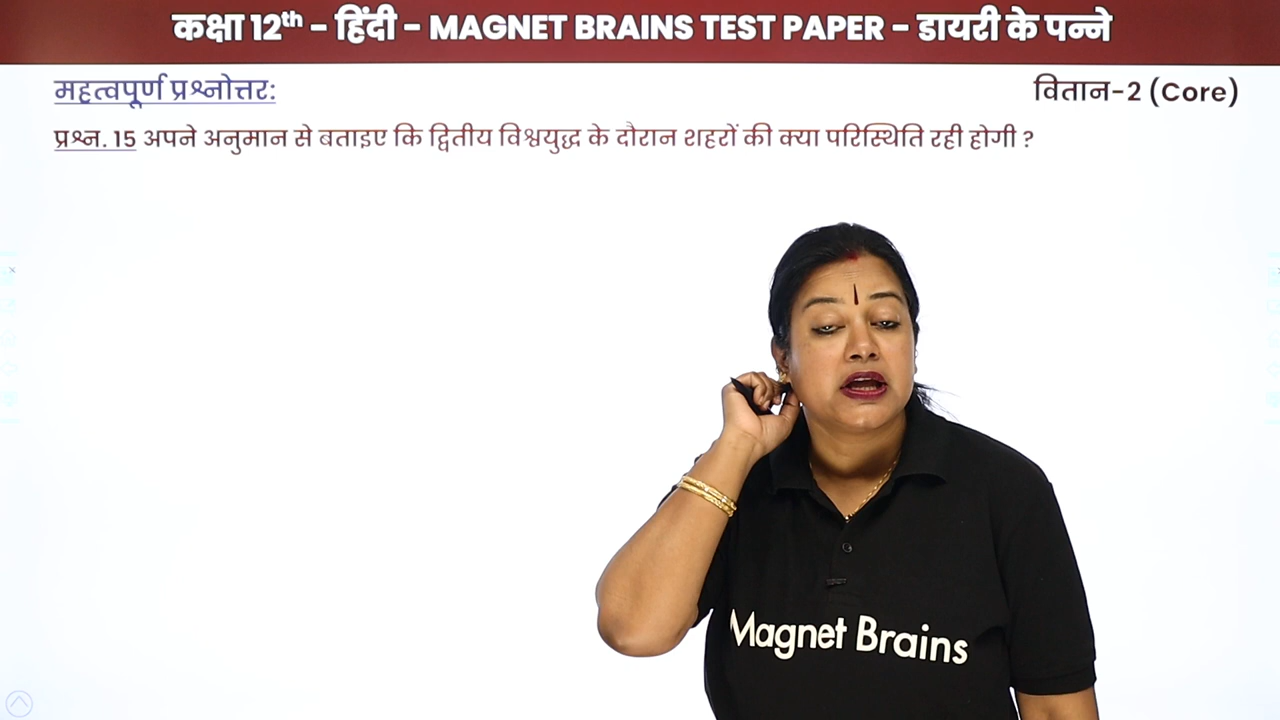 कक्षा 12th - हिंदी - MAGNET BRAINS TEST PAPER - डायरी के पन्ने
महत्वपूर्ण प्रश्नोत्तर:
वितान-2 (Core)
प्रश्न. 15 अपने अनुमान से बताइए कि द्वितीय विश्वयुद्ध के दौरान शहरों की क्या परिस्थिति रही होगी ?
Magnet Brains